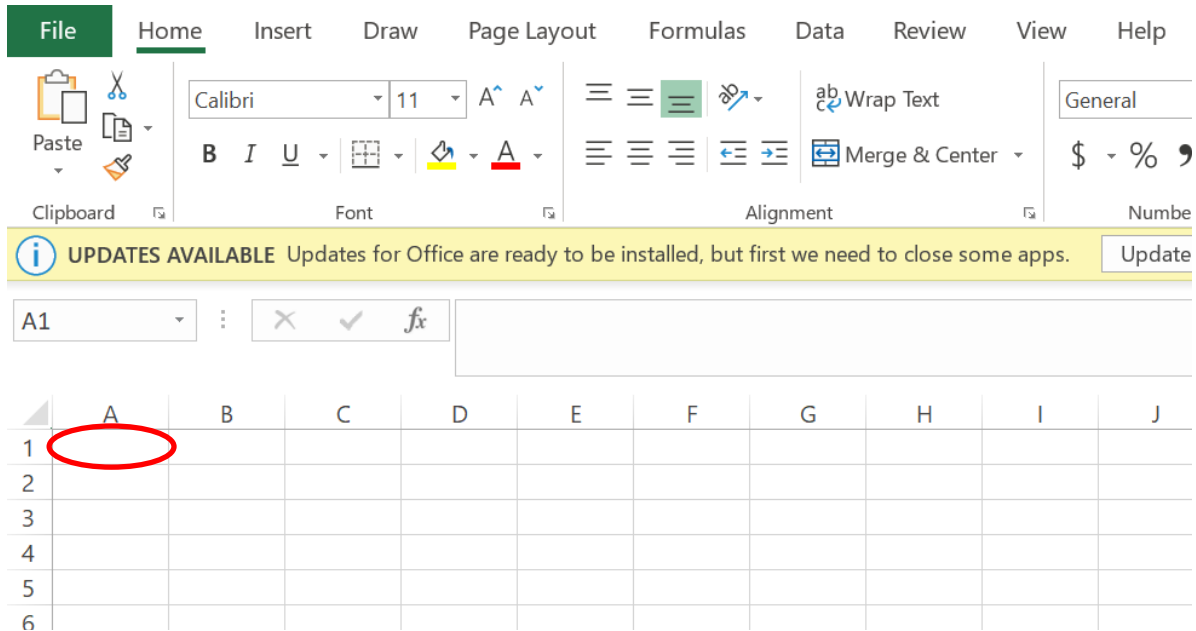 File Home Insert Draw Page Layout Formulas Data Review View Help
Calibri 11 A A ab Wrap Text General
Paste B I U A Merge & Center $ %
Clipboard Font Alignment Numbe
i UPDATES AVAILABLE Updates for Office are ready to be installed, but first we need to close some apps. Update
A1 fx
A B C D E F G H I J
1
2
3
4
5
6